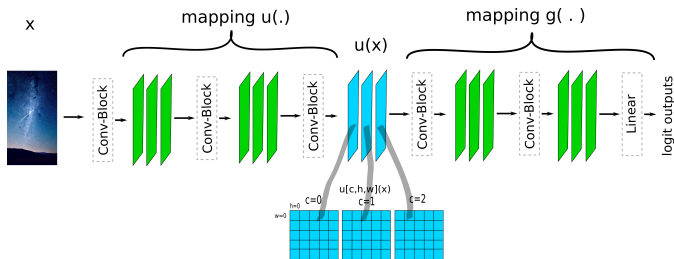 x
mapping u(.)
u(x)
mapping g( . )
Conv-Block
Conv-Block
Conv-Block
Conv-Block
Conv-Block
Linear
logit outputs
u[c,h,w](x)
c=0
c=1
c=2
h=0
w=0